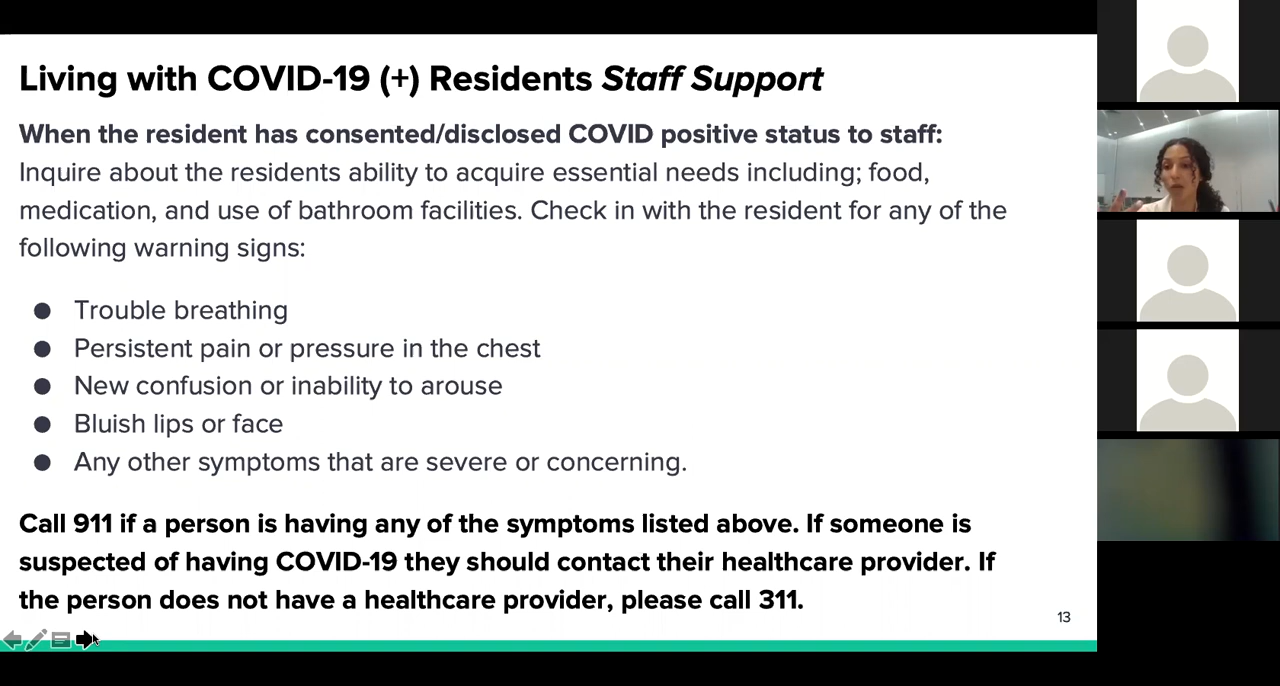 Living with COVID-19 (+) Residents Staff Support
When the resident has consented/disclosed COVID positive status to staff:
Inquire about the residents ability to acquire essential needs including; food,
medication, and use of bathroom facilities. Check in with the resident for any of the
following warning signs:
● Trouble breathing
● Persistent pain or pressure in the chest
● New confusion or inability to arouse
● Bluish lips or face
● Any other symptoms that are severe or concerning.
Call 911 if a person is having any of the symptoms listed above. If someone is
suspected of having COVID-19 they should contact their healthcare provider. If
the person does not have a healthcare provider, please call 311.
13